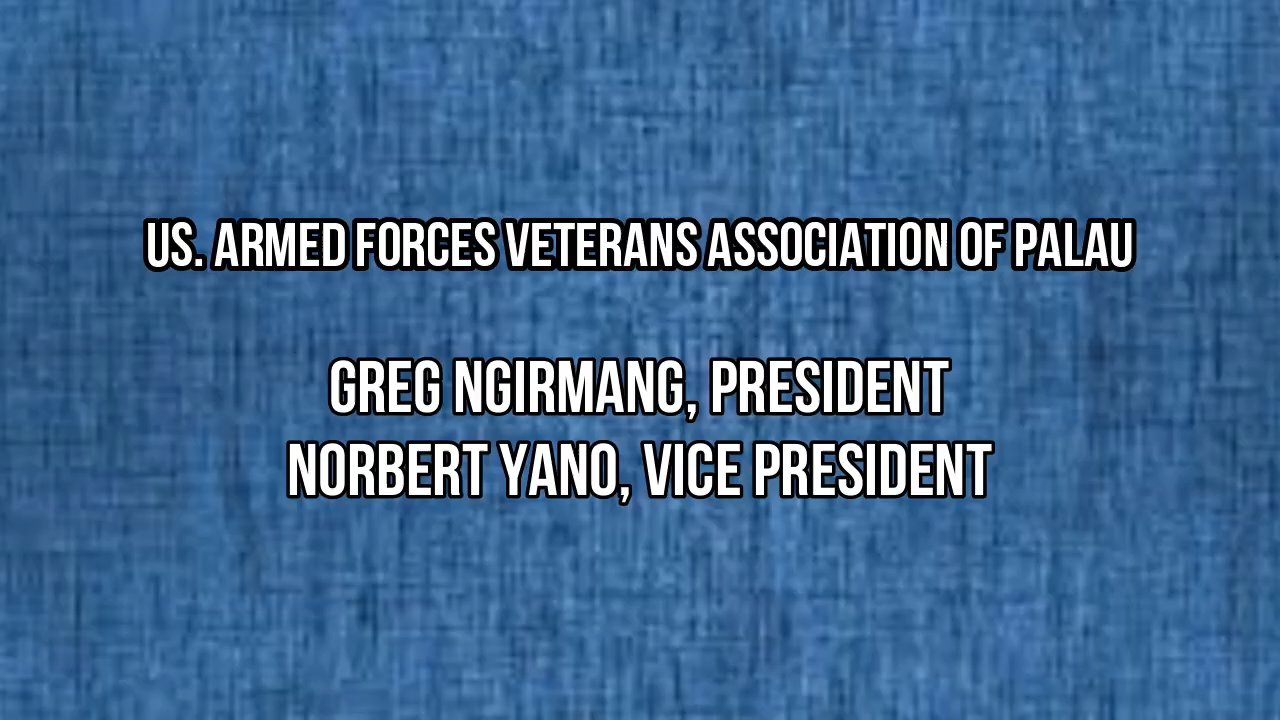 US. ARMED FORCES VETERANS ASSOCIATION OF PALAU
GREG NGIRMANG, PRESIDENT
NORBERT YANO, VICE PRESIDENT